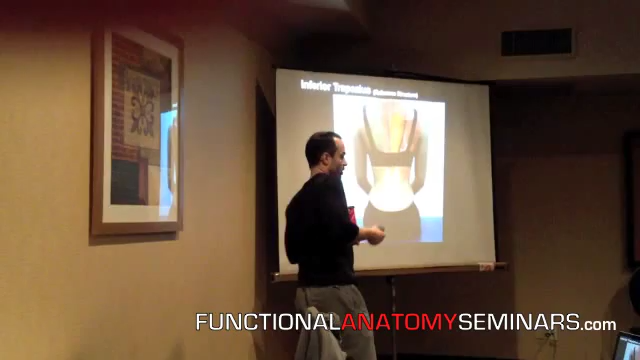 Inferior Trapezius
FUNCTIONALANATOMYSEMINARS.com